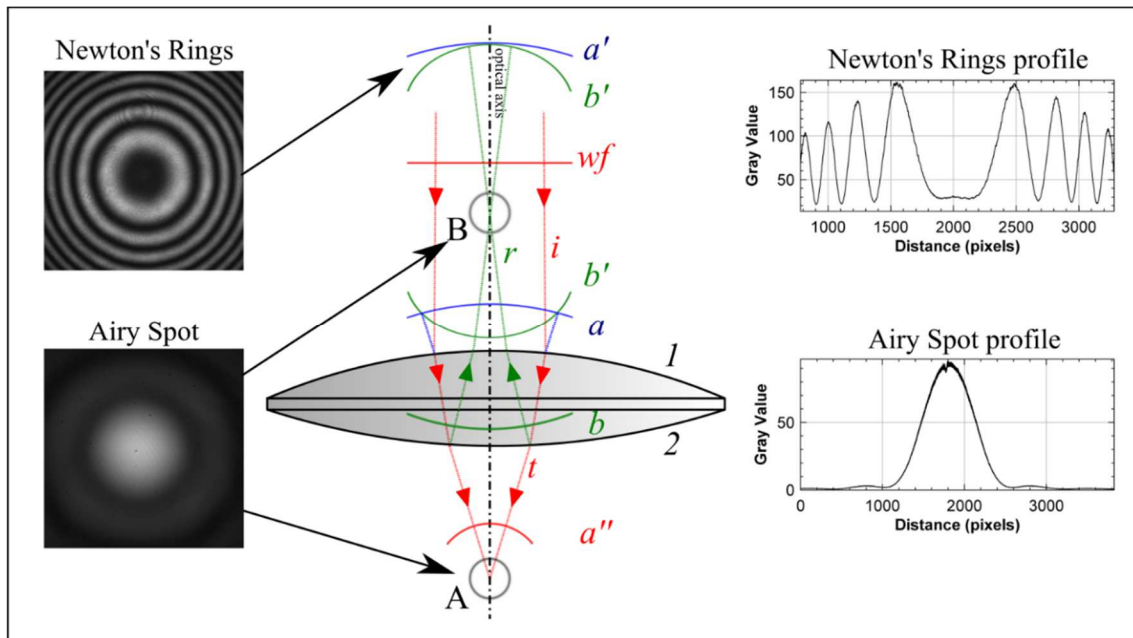 Newton's Rings
Airy Spot
a'
optical axis
b'
wf
B
r
i
b'
a
1
b
2
t
a''
A
Newton's Rings profile
150
100
50
Gray Value
1000 1500 2000 2500 3000
Distance (pixels)
Airy Spot profile
50
0
Gray Value
0 1000 2000 3000
Distance (pixels)